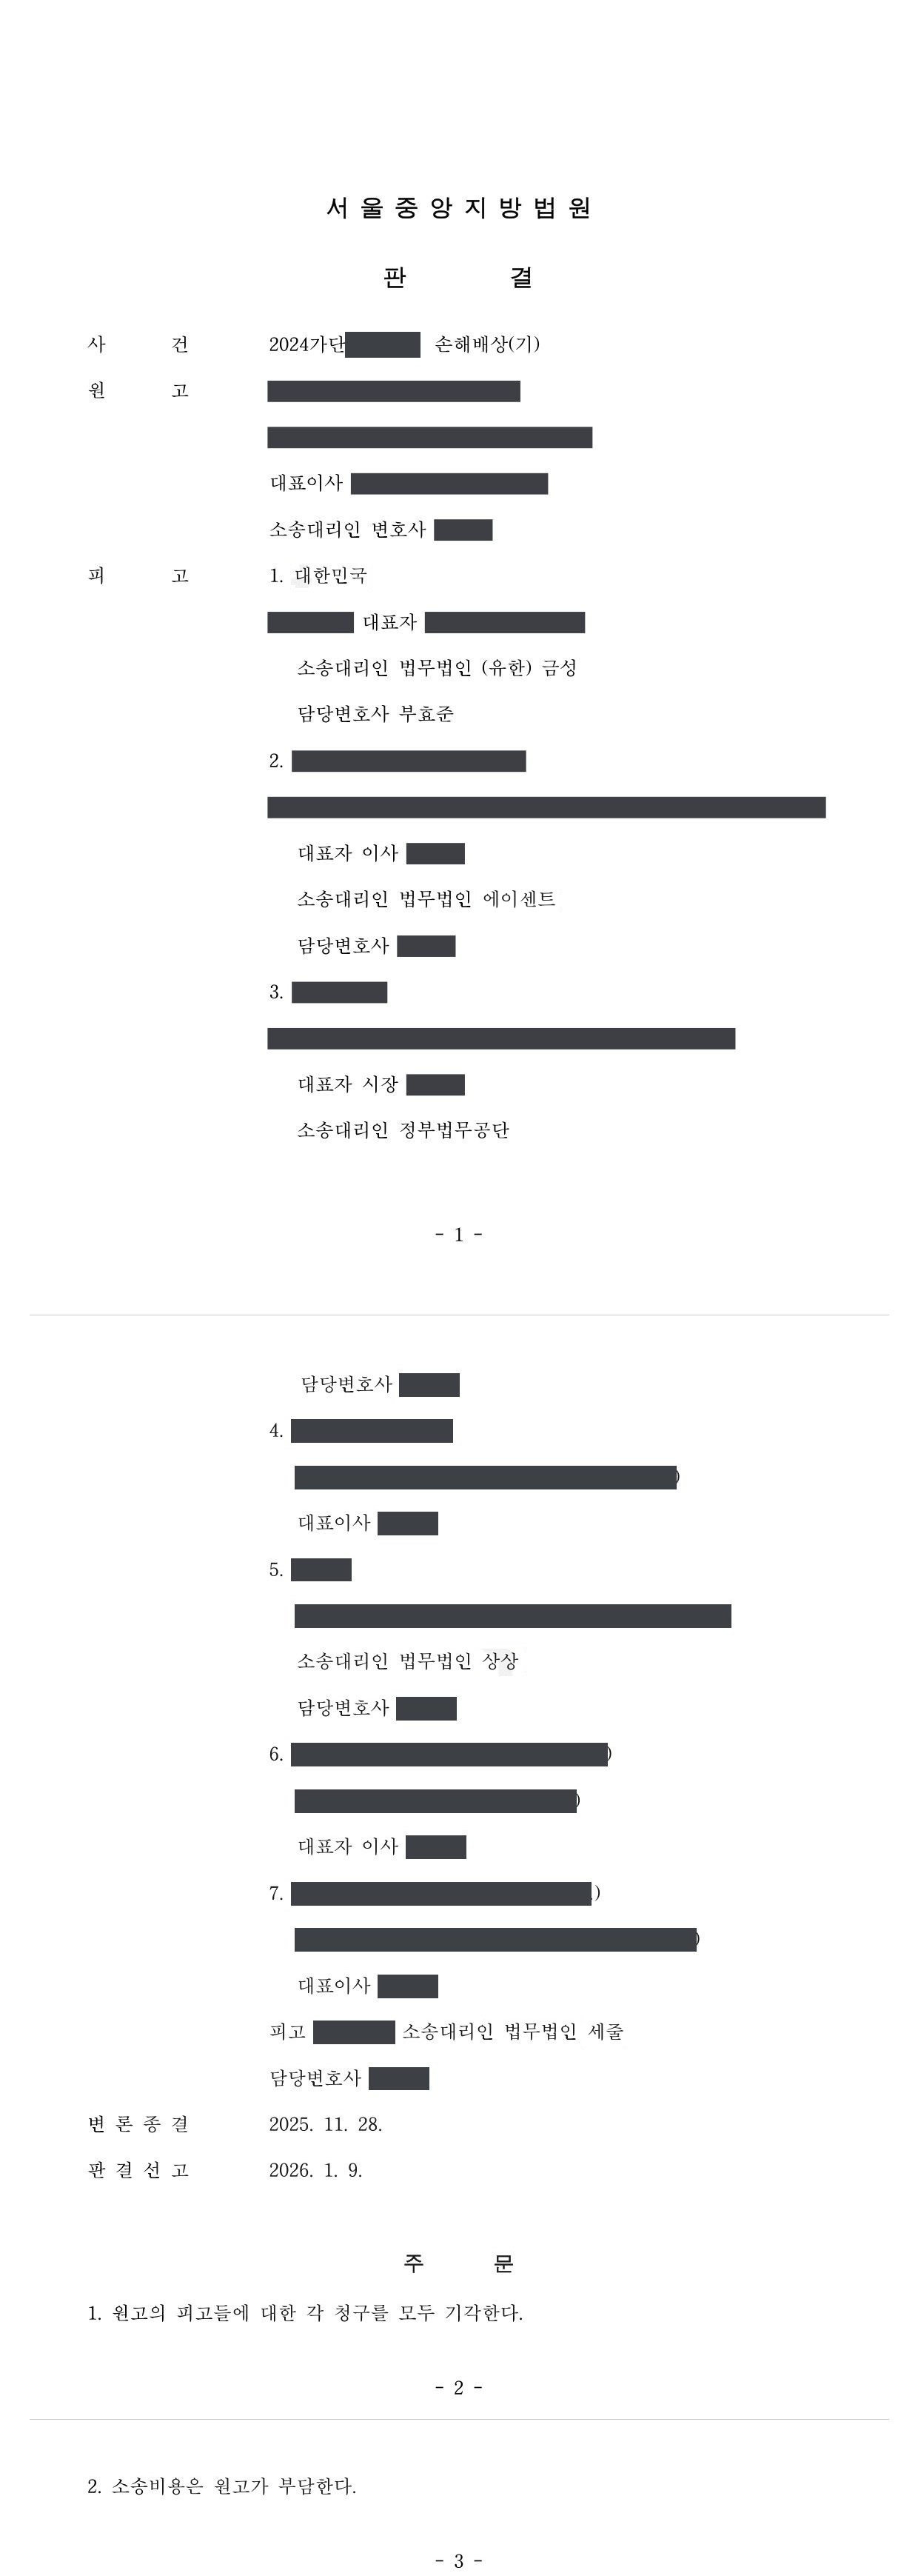 서울중앙지방법원
판 결
사 건 2024가단 손해배상(기)
원 고
대표이사
소송대리인 변호사
피 고 1. 대한민국
대표자
소송대리인 법무법인 (유한) 금성
담당변호사 부효준
2.
대표자 이사
소송대리인 법무법인 에이센트
담당변호사
3.
대표자 시장
소송대리인 정부법무공단
- 1 -
담당변호사
4.
)
대표이사
5.
소송대리인 법무법인 상상
담당변호사
6. )
)
대표자 이사
7. )
)
대표이사
피고 소송대리인 법무법인 세줄
담당변호사
변론종결 2025. 11. 28.
판결선고 2026. 1. 9.
주 문
1. 원고의 피고들에 대한 각 청구를 모두 기각한다.
- 2 -
2. 소송비용은 원고가 부담한다.
- 3 -